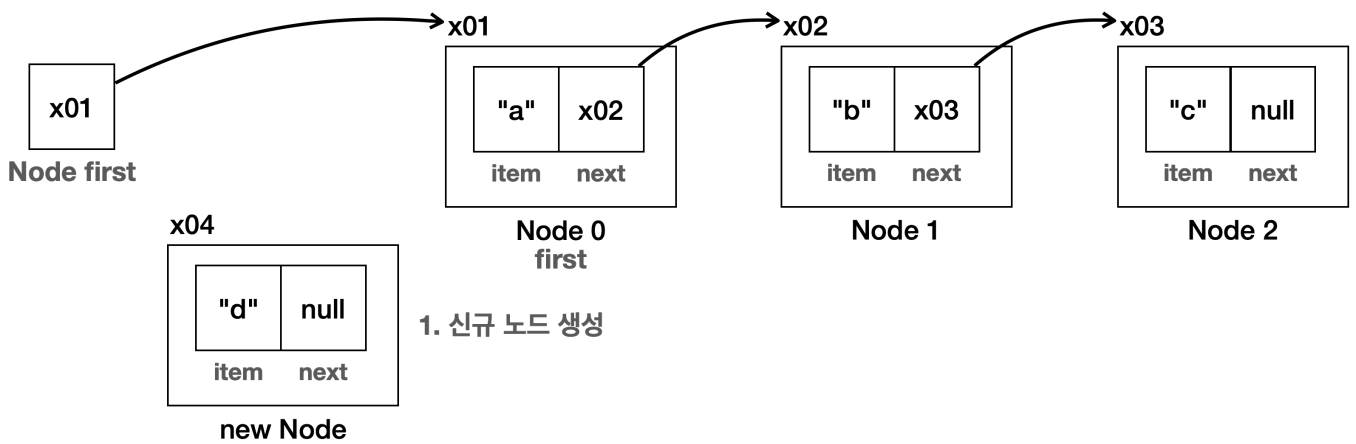 x01
Node first
x01
"a" x02
item next
Node 0
first
x02
"b" x03
item next
Node 1
x03
"c" null
item next
Node 2
x04
"d" null
item next
new Node
1. 신규 노드 생성